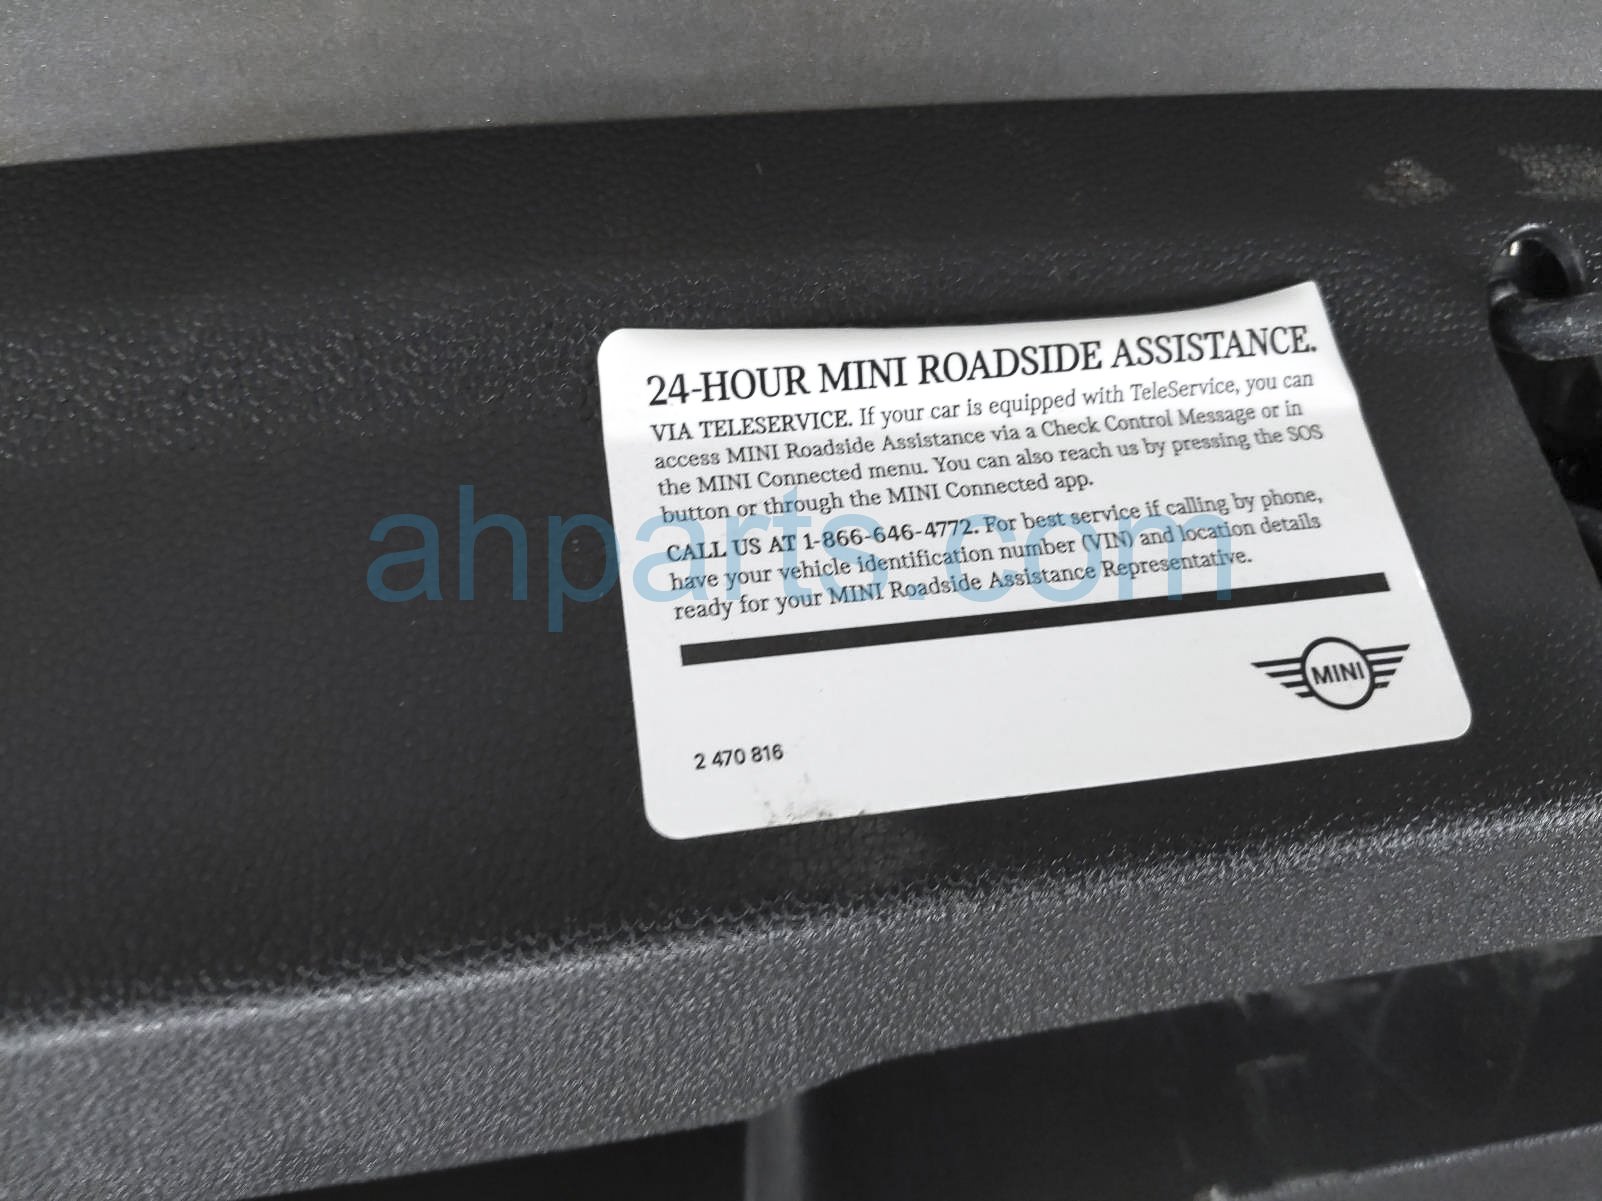 24-HOUR MINI ROADSIDE ASSISTANCE.
VIA TELESERVICE. If your car is equipped with TeleService, you can
access MINI Roadside Assistance via a Check Control Message or in
the MINI Connected menu. You can also reach us by pressing the SOS
button or through the MINI Connected app.
CALL US AT 1-866-646-4772. For best service if calling by phone,
have your vehicle identification number (VIN) and location details
ready for your MINI Roadside Assistance Representative.
ahparts.com
MINI
2 470 816